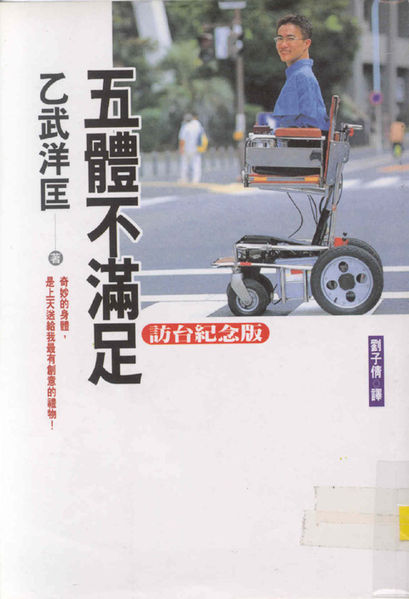 五體不滿足
乙武洋匡
著
奇妙的身體，
是上天送給我最有創意的禮物！
訪台紀念版
劉子倩◎譯